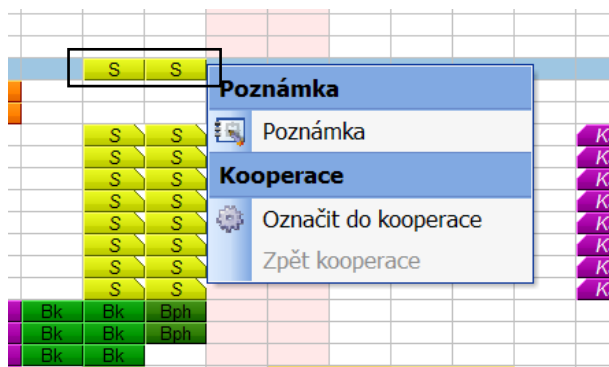 S S
Poznámka
Poznámka
S S K
S S K
Kooperace
S S K
S S K
Označit do kooperace
S S K
S S K
Zpět kooperace
S S K
S S K
Bk Bk Bph
Bk Bk Bph
Bk Bk